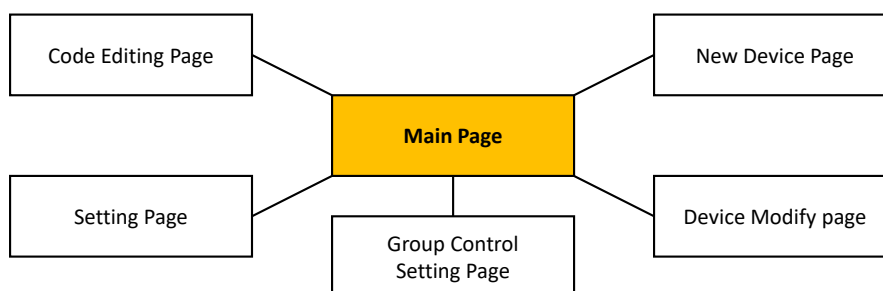 Code Editing Page
New Device Page
Main Page
Setting Page
Group Control
Setting Page
Device Modify page